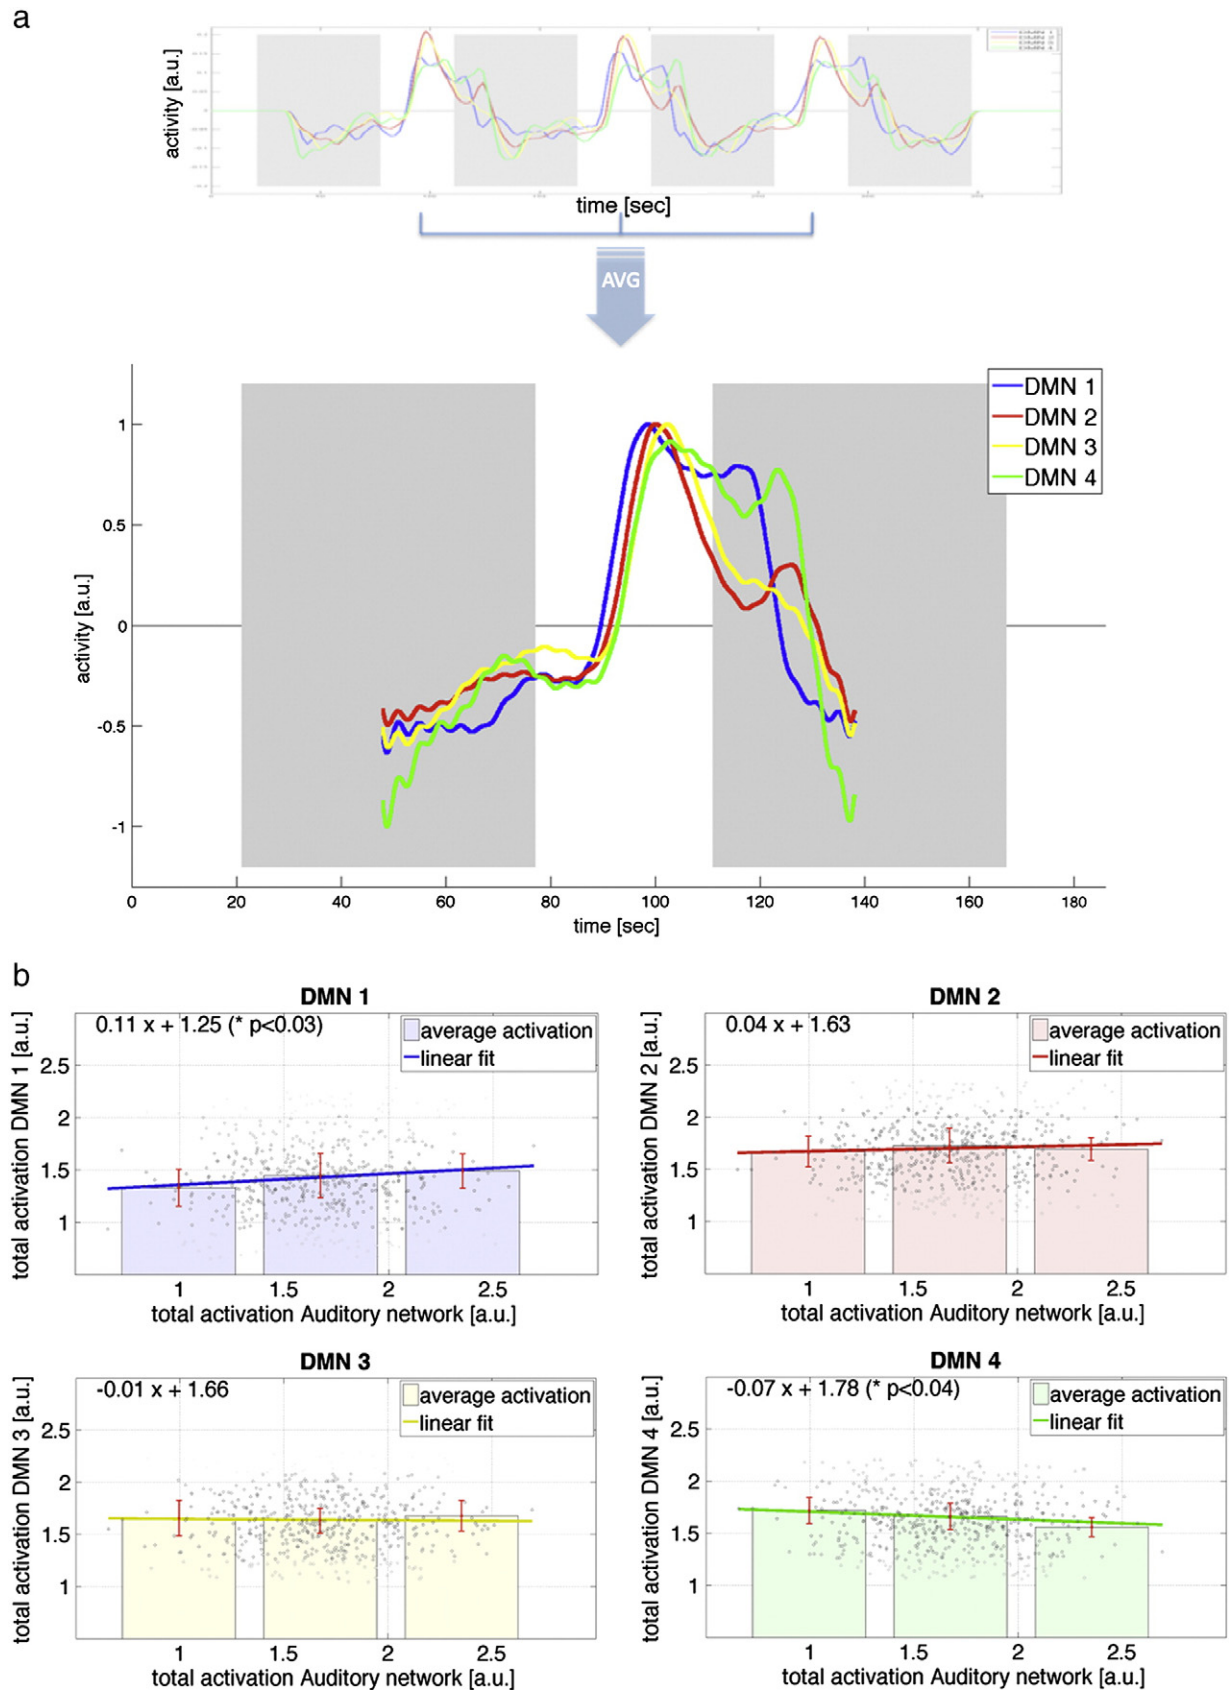 a
activity [a.u.]
DMN 1
DMN 2
DMN 3
DMN 4
time [sec]
AVG
DMN 1
DMN 2
DMN 3
DMN 4
1
0.5
0
-0.5
-1
activity [a.u.]
0 20 40 60 80 100 120 140 160 180
time [sec]
b
DMN 1
0.11 x + 1.25 (* p<0.03)
average activation
linear fit
total activation DMN 1 [a.u.]
2.5
2
1.5
1
1 1.5 2 2.5
total activation Auditory network [a.u.]
DMN 2
0.04 x + 1.63
average activation
linear fit
total activation DMN 2 [a.u.]
2.5
2
1.5
1
1 1.5 2 2.5
total activation Auditory network [a.u.]
DMN 3
-0.01 x + 1.66
average activation
linear fit
total activation DMN 3 [a.u.]
2.5
2
1.5
1
1 1.5 2 2.5
total activation Auditory network [a.u.]
DMN 4
-0.07 x + 1.78 (* p<0.04)
average activation
linear fit
total activation DMN 4 [a.u.]
2.5
2
1.5
1
1 1.5 2 2.5
total activation Auditory network [a.u.]